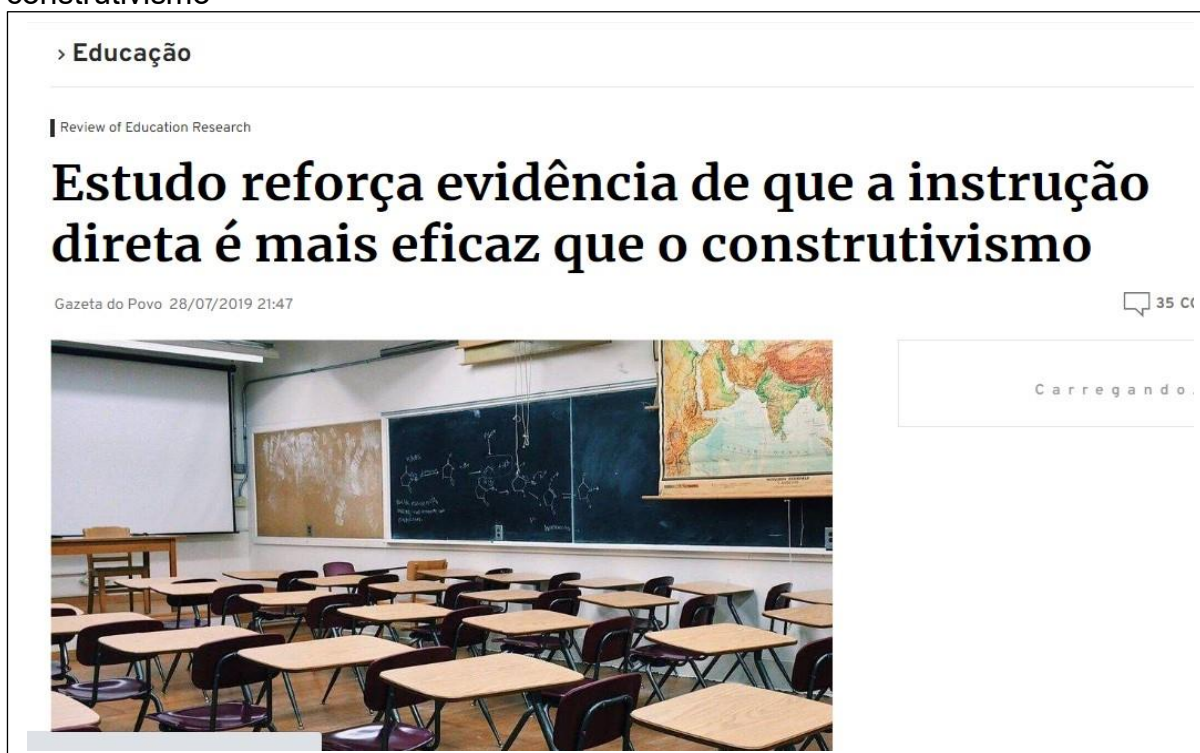 construtivismo
> Educação
Review of Education Research
Estudo reforça evidência de que a instrução
direta é mais eficaz que o construtivismo
Gazeta do Povo 28/07/2019 21:47
35 CO
Carregando.